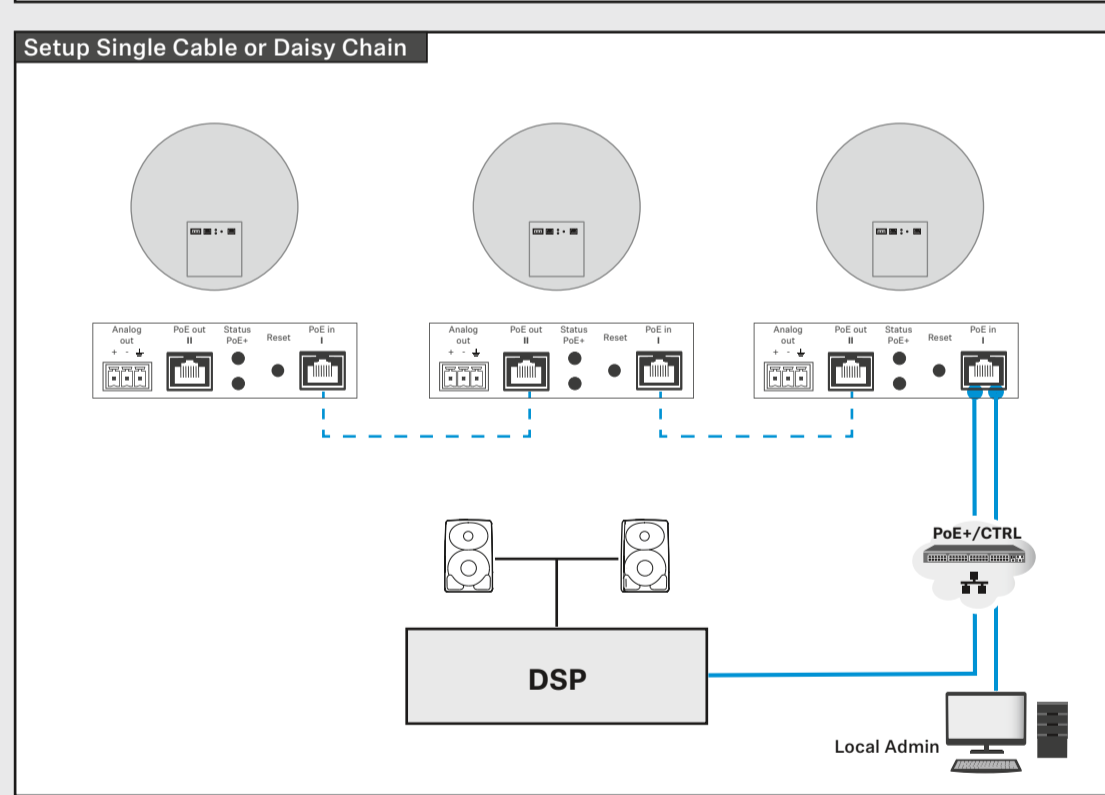 Setup Single Cable or Daisy Chain
Analog out
+ -
PoE out II
Status PoE+
Reset
PoE in I
Analog out
+ -
PoE out II
Status PoE+
Reset
PoE in I
Analog out
+ -
PoE out II
Status PoE+
Reset
PoE in I
PoE+/CTRL
DSP
Local Admin